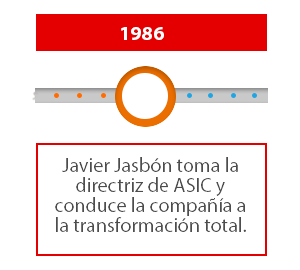 1986
Javier Jasbón toma la
directriz de ASIC y
conduce la compañía a
la transformación total.